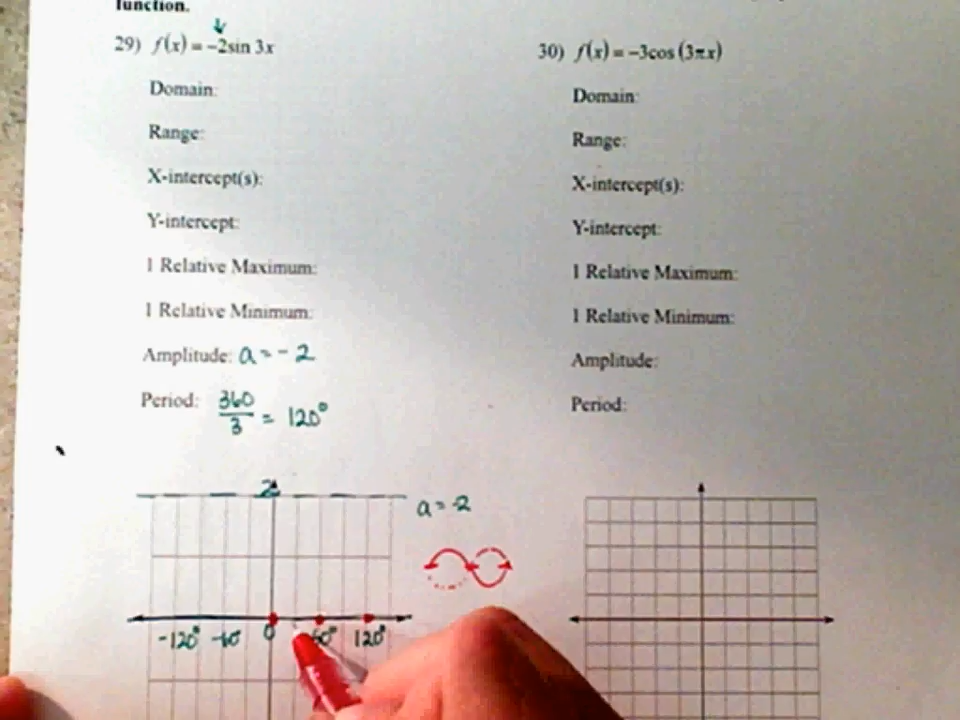 function.
29) f(x) = -2sin 3x
Domain:
Range:
X-intercept(s):
Y-intercept:
1 Relative Maximum:
1 Relative Minimum:
Amplitude: a = -2
Period: 360/3 = 120°
2
a = -2
-120° -60 0 60° 120°
30) f(x) = -3cos (3πx)
Domain:
Range:
X-intercept(s):
Y-intercept:
1 Relative Maximum:
1 Relative Minimum:
Amplitude:
Period: